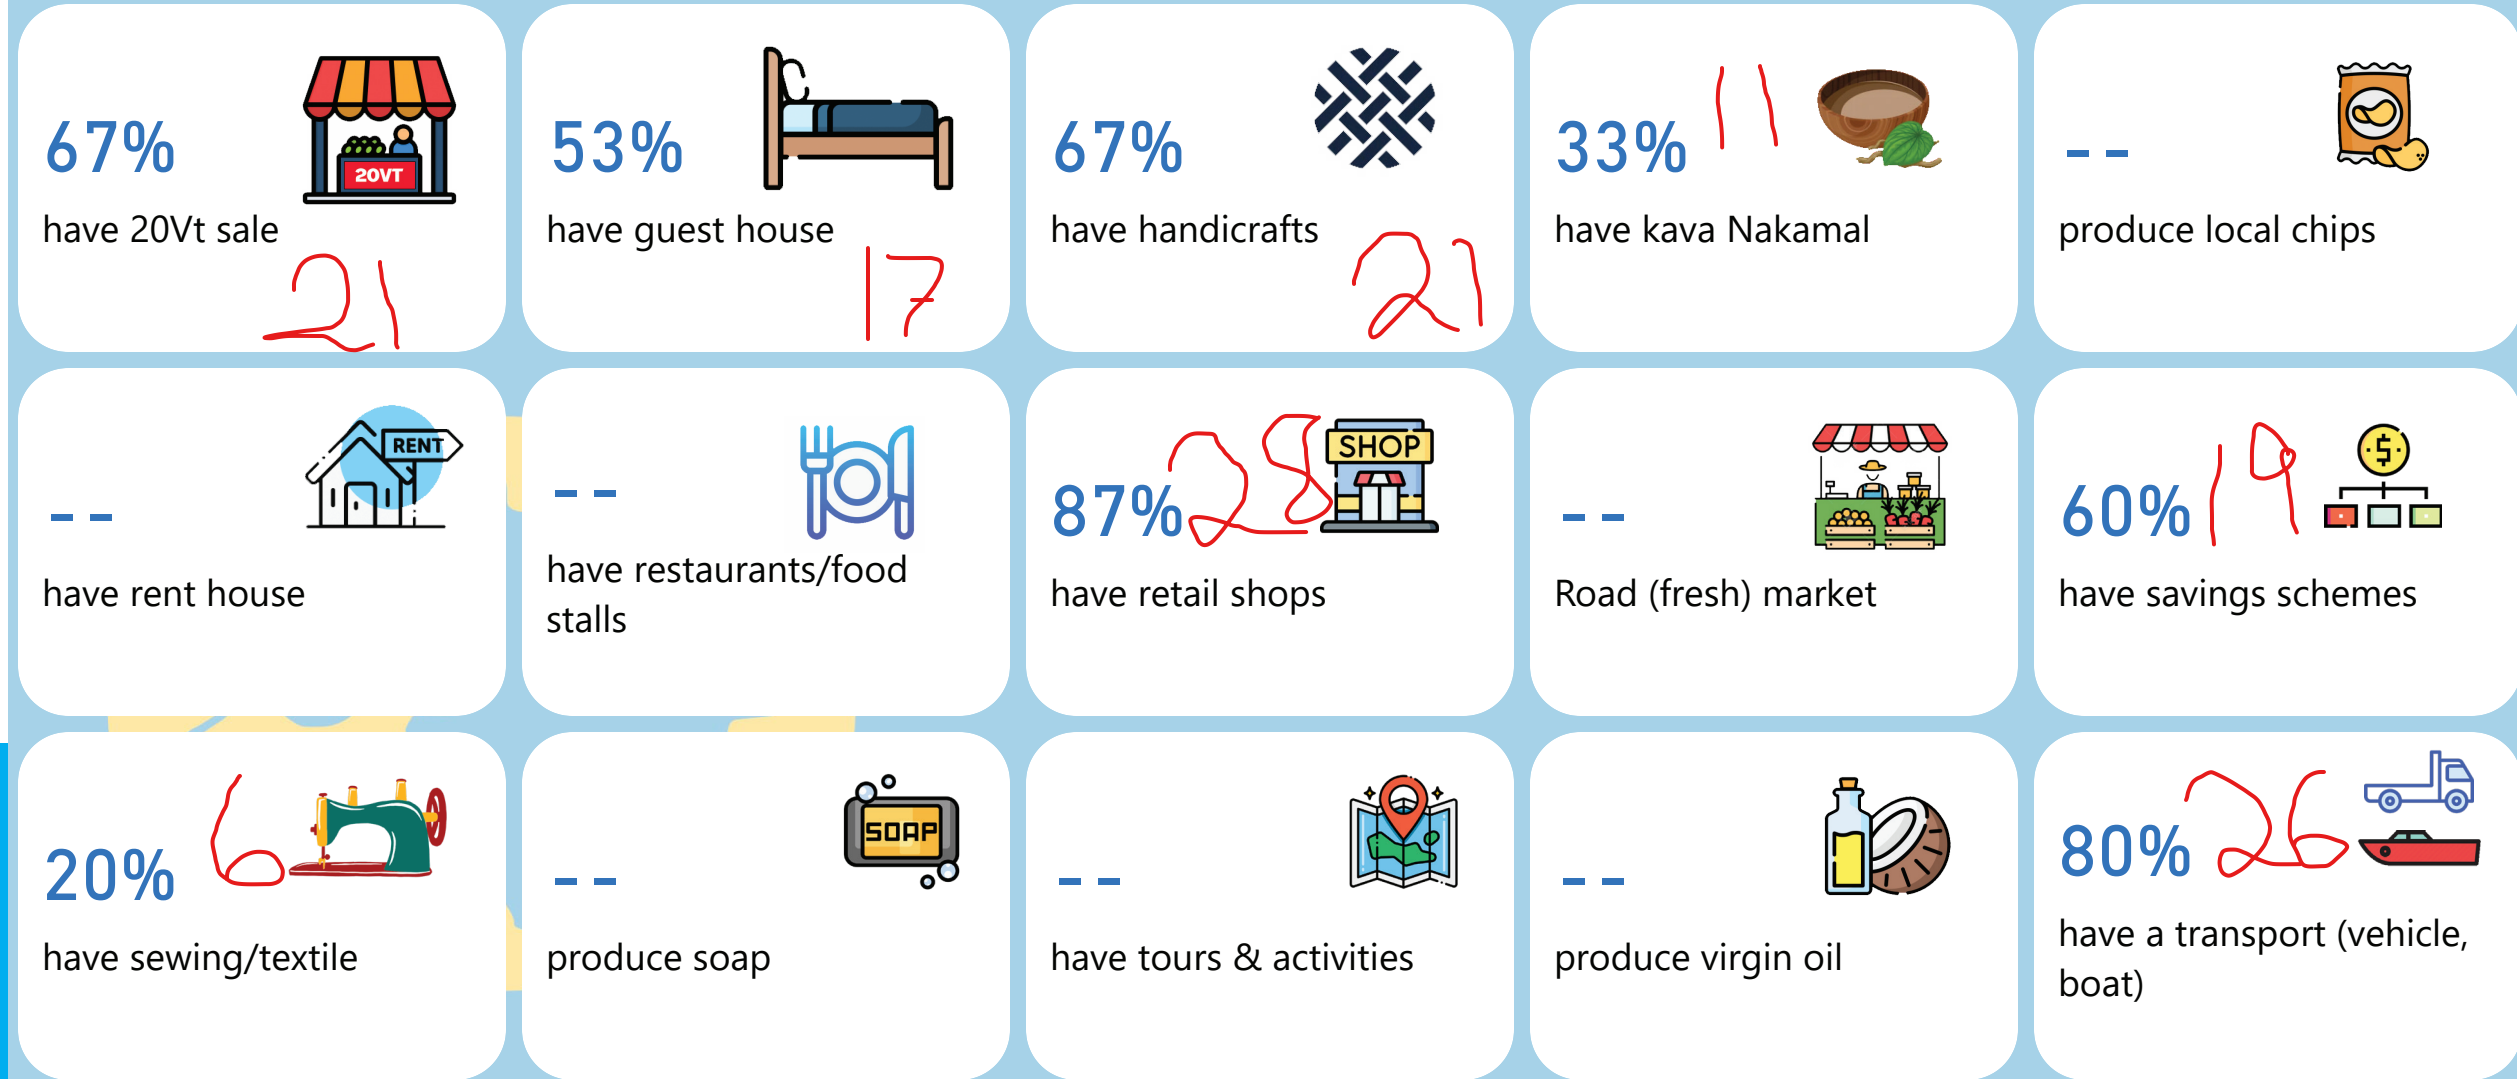 67%
20VT
have 20Vt sale
21
53%
have guest house
17
67%
have handicrafts
21
33%
11
have kava Nakamal
--
produce local chips
RENT
--
have rent house
--
have restaurants/food
stalls
SHOP
87%
28
have retail shops
--
Road (fresh) market
$
60%
19
have savings schemes
20%
6
have sewing/textile
SOAP
--
produce soap
--
have tours & activities
--
produce virgin oil
80%
26
have a transport (vehicle,
boat)